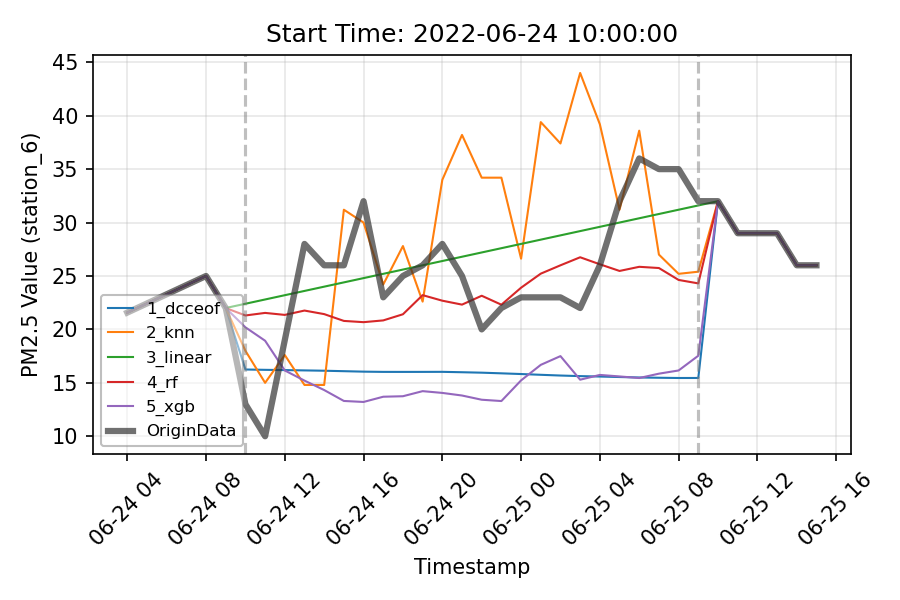 Start Time: 2022-06-24 10:00:00
PM2.5 Value (station_6)
45
40
35
30
25
20
15
10
1_dcceof
2_knn
3_linear
4_rf
5_xgb
OriginData
06-24 04
06-24 08
06-24 12
06-24 16
06-24 20
06-25 00
06-25 04
06-25 08
06-25 12
06-25 16
Timestamp